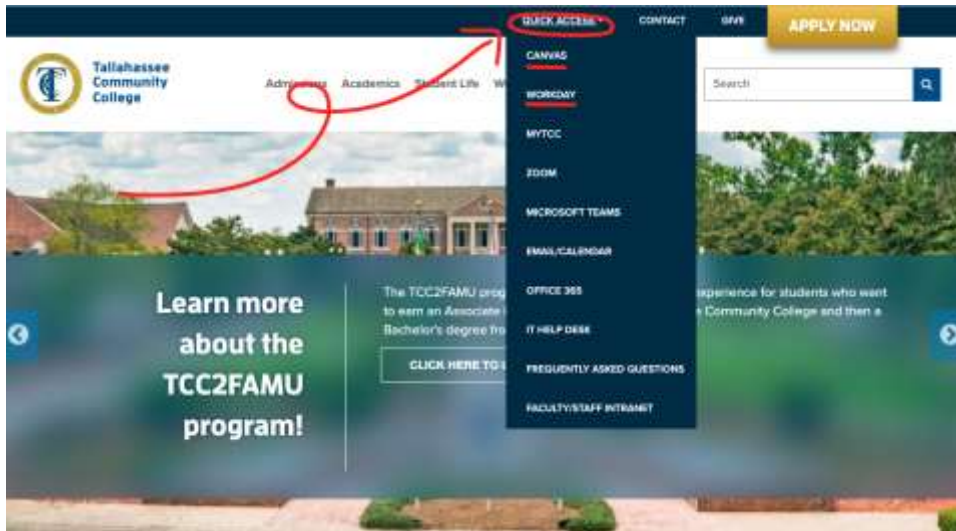 QUICK ACCESS
CONTACT
GIVE
APPLY NOW
Tallahassee
Community
College
Admissions
Academics
Student Life
Search
CANVAS
WORKDAY
MYTCC
ZOOM
MICROSOFT TEAMS
EMAIL/CALENDAR
OFFICE 365
IT HELP DESK
FREQUENTLY ASKED QUESTIONS
FACULTY/STAFF INTRANET
Learn more
about the
TCC2FAMU
program!
The TCC2FAMU experience for students who want
to earn an Associate Community College and then a
Bachelor's degree
CLICK HERE TO